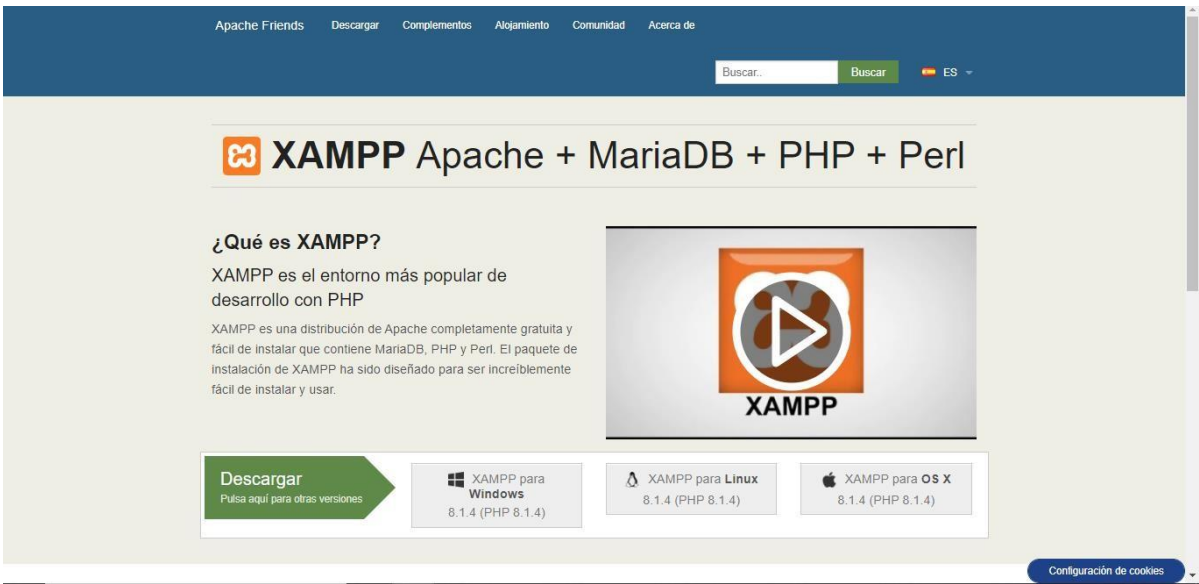 Apache Friends Descargar Complementos Alojamiento Comunidad Acerca de
Buscar.. Buscar ES
XAMPP Apache + MariaDB + PHP + Perl
¿Qué es XAMPP?
XAMPP es el entorno más popular de
desarrollo con PHP
XAMPP es una distribución de Apache completamente gratuita y
fácil de instalar que contiene MariaDB, PHP y Perl. El paquete de
instalación de XAMPP ha sido diseñado para ser increíblemente
fácil de instalar y usar.
XAMPP
Descargar
Pulsa aquí para otras versiones
XAMPP para
Windows
8.1.4 (PHP 8.1.4)
XAMPP para Linux
8.1.4 (PHP 8.1.4)
XAMPP para OS X
8.1.4 (PHP 8.1.4)
Configuración de cookies